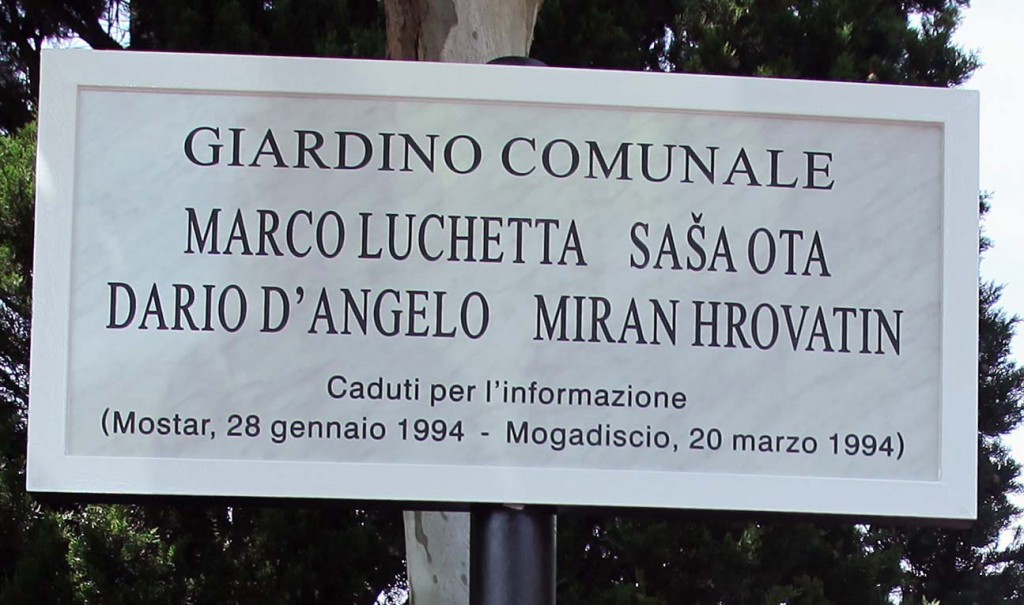 GIARDINO COMUNALE
MARCO LUCHETTA SAŠA OTA
DARIO D'ANGELO MIRAN HROVATIN
Caduti per l'informazione
(Mostar, 28 gennaio 1994 - Mogadiscio, 20 marzo 1994)